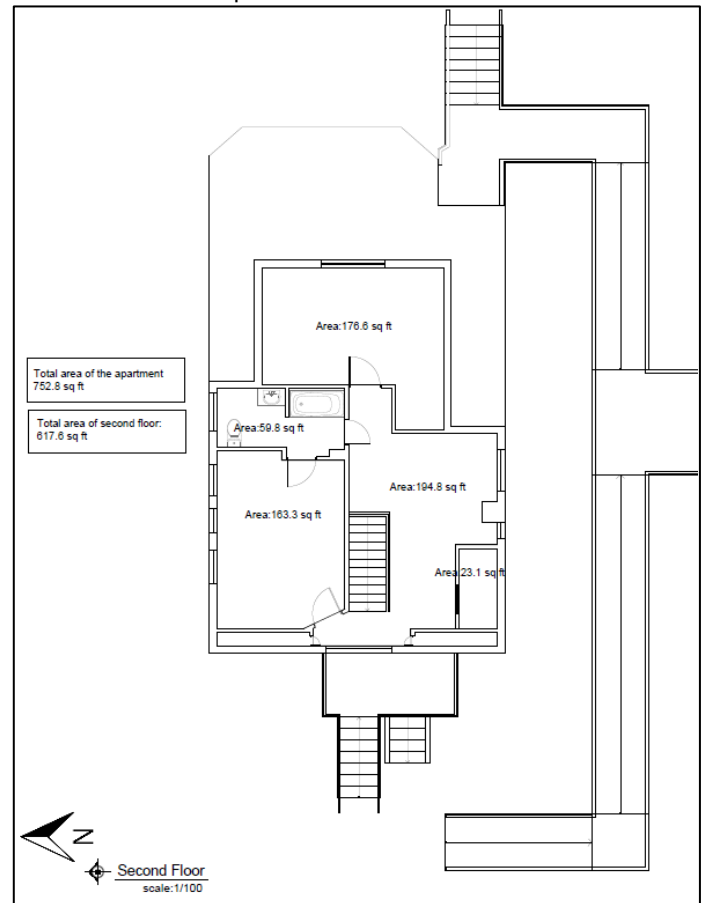 Area:176.6 sq ft
Total area of the apartment
752.8 sq ft
Total area of second floor:
617.6 sq ft
Area:59.8 sq ft
Area:194.8 sq ft
Area:163.3 sq ft
Area:23.1 sq ft
N
Second Floor
scale:1/100